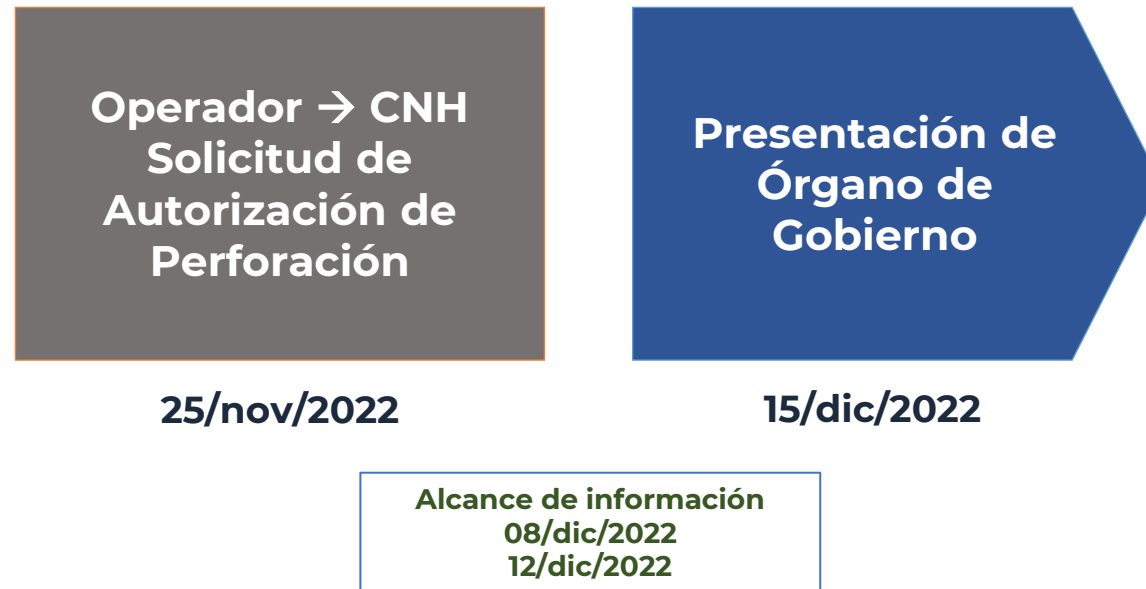 Operador → CNH
Solicitud de
Autorización de
Perforación
25/nov/2022
Presentación de
Órgano de
Gobierno
15/dic/2022
Alcance de información
08/dic/2022
12/dic/2022